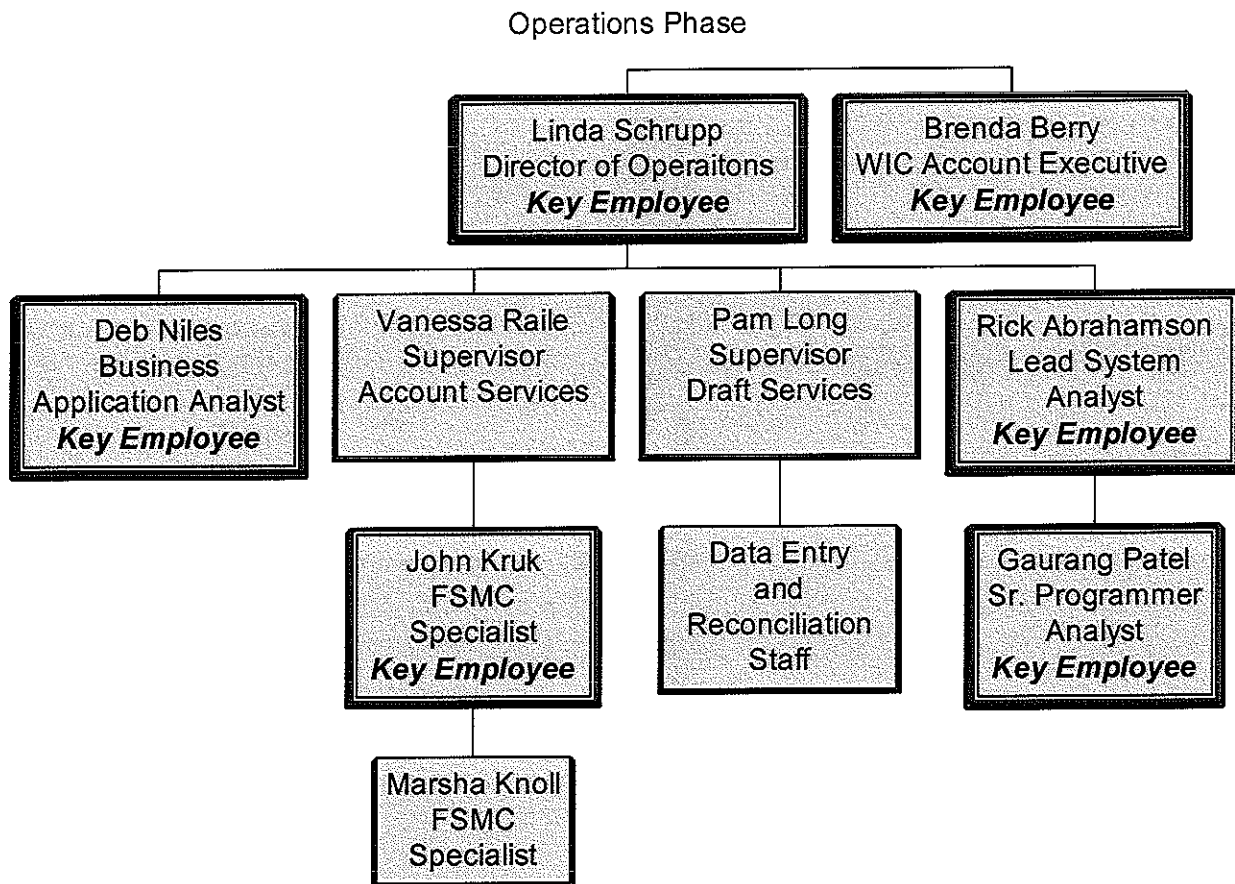 Operations Phase
Linda Schrupp
Director of Operaitons
Key Employee
Brenda Berry
WIC Account Executive
Key Employee
Deb Niles
Business
Application Analyst
Key Employee
Vanessa Raile
Supervisor
Account Services
Pam Long
Supervisor
Draft Services
Rick Abrahamson
Lead System
Analyst
Key Employee
John Kruk
FSMC
Specialist
Key Employee
Data Entry
and
Reconciliation
Staff
Gaurang Patel
Sr. Programmer
Analyst
Key Employee
Marsha Knoll
FSMC
Specialist